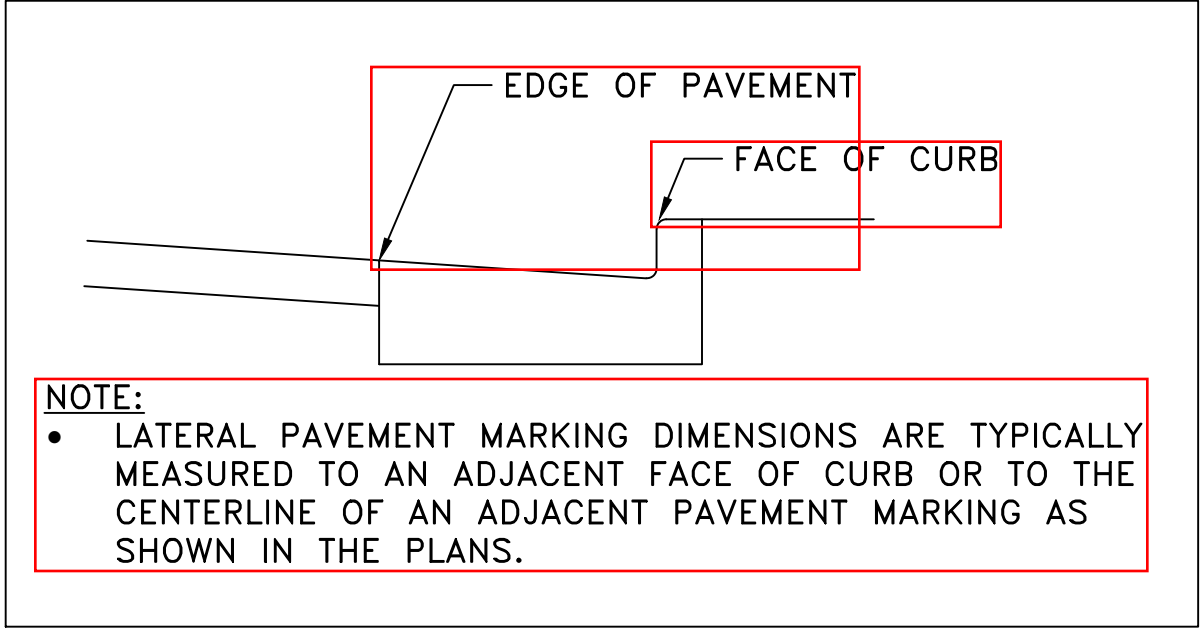 EDGE OF PAVEMENT
FACE OF CURB
NOTE:
• LATERAL PAVEMENT MARKING DIMENSIONS ARE TYPICALLY
MEASURED TO AN ADJACENT FACE OF CURB OR TO THE
CENTERLINE OF AN ADJACENT PAVEMENT MARKING AS
SHOWN IN THE PLANS.